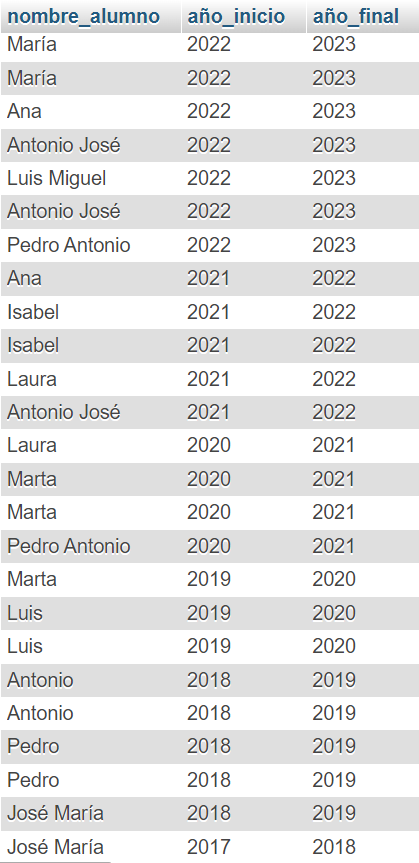 nombre_alumno año_inicio año_final
María 2022 2023
María 2022 2023
Ana 2022 2023
Antonio José 2022 2023
Luis Miguel 2022 2023
Antonio José 2022 2023
Pedro Antonio 2022 2023
Ana 2021 2022
Isabel 2021 2022
Isabel 2021 2022
Laura 2021 2022
Antonio José 2021 2022
Laura 2020 2021
Marta 2020 2021
Marta 2020 2021
Pedro Antonio 2020 2021
Marta 2019 2020
Luis 2019 2020
Luis 2019 2020
Antonio 2018 2019
Antonio 2018 2019
Pedro 2018 2019
Pedro 2018 2019
José María 2018 2019
José María 2017 2018